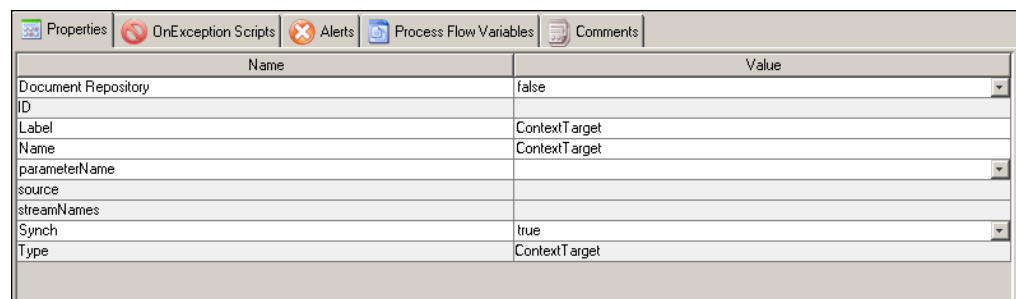 Properties OnException Scripts Alerts Process Flow Variables Comments
Name Value
Document Repository false
ID
Label ContextTarget
Name ContextTarget
parameterName
source
streamNames
Synch true
Type ContextTarget